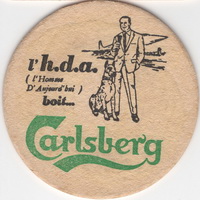 l'h.d.a.
( l'Homme
D'Aujourd'hui )
boit...
Carlsberg